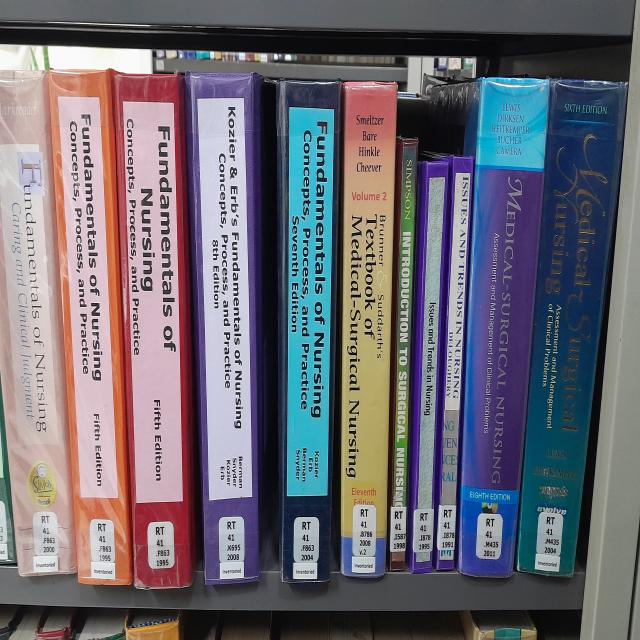 Fundamentals of Nursing
Caring and Clinical Judgment
RT
41
.F863
2000
Fundamentals of Nursing
Concepts, Process, and Practice
Fifth Edition
RT
41
.F863
1995
Inventoried
Fundamentals of
Nursing
Concepts, Process, and Practice
Fifth Edition
RT
41
.F863
1995
Inventoried
Kozier & Erb's Fundamentals of Nursing
Concepts, Process, and Practice
8th Edition
Berman
Snyder
Kozier
Erb
RT
41
.K695
2008
Inventoried
Fundamentals of Nursing
Concepts, Process, and Practice
Seventh Edition
Kozier
Erb
Berman
Snyder
RT
41
.F863
2004
Inventoried
Smeltzer
Bare
Hinkle
Cheever
Volume 2
Brunner & Suddarth's
Textbook of
Medical-Surgical Nursing
Eleventh
Edition
RT
41
.B786
2008
v.2
Inventoried
SIMPSON
INTRODUCTION TO SURGICAL NURSING
RT
41
.I587
1998
Issues and Trends in Nursing
RT
41
.I878
1995
ISSUES AND TRENDS IN NURSING
RT
41
.I878
1991
LEWIS
DIRKSEN
HEITKEMPER
BUCHER
CAMERA
MEDICAL-SURGICAL NURSING
Assessment and Management of Clinical Problems
EIGHTH EDITION
RT
41
.M435
2011
SIXTH EDITION
Medical Surgical
Nursing
Assessment and Management
of Clinical Problems
evolve
RT
41
.M435
2004
Inventoried